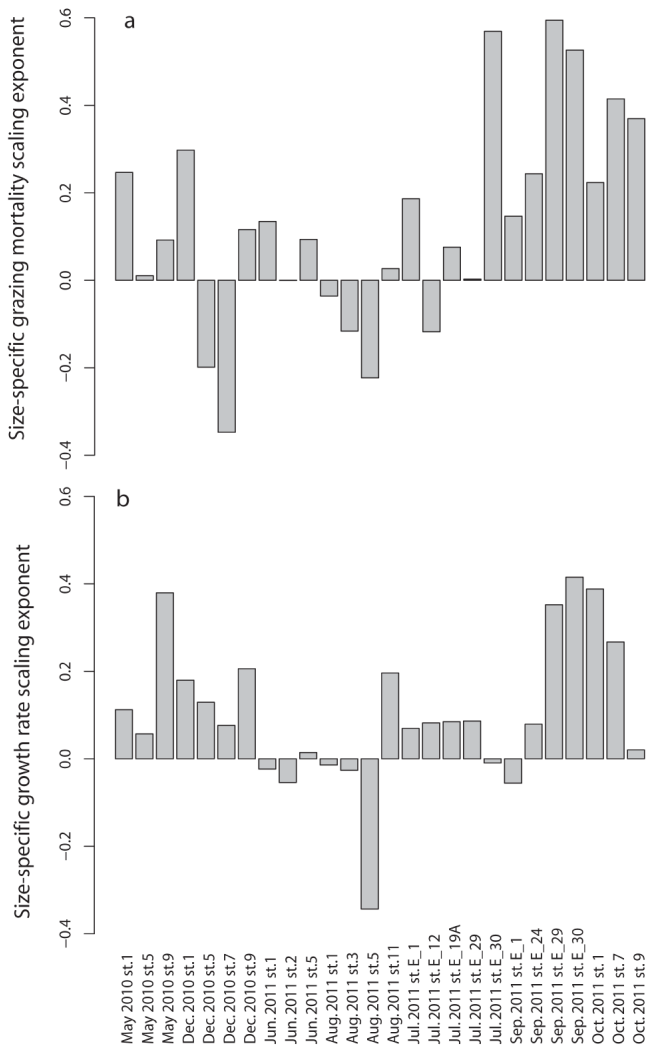 a
Size-specific grazing mortality scaling exponent
0.6
0.4
0.2
0.0
−0.2
−0.4
b
Size-specific growth rate scaling exponent
0.6
0.4
0.2
0.0
−0.2
−0.4
May 2010 st.1
May 2010 st.5
May 2010 st.9
Dec. 2010 st.1
Dec. 2010 st.5
Dec. 2010 st.7
Dec. 2010 st.9
Jun. 2011 st.1
Jun. 2011 st.2
Jun. 2011 st.5
Aug. 2011 st.1
Aug. 2011 st.3
Aug. 2011 st.5
Aug. 2011 st.11
Jul. 2011 st.E_1
Jul. 2011 st.E_12
Jul. 2011 st.E_19A
Jul. 2011 st.E_29
Jul. 2011 st.E_30
Sep. 2011 st.E_1
Sep. 2011 st.E_24
Sep. 2011 st.E_29
Sep. 2011 st.E_30
Oct. 2011 st.1
Oct. 2011 st.7
Oct. 2011 st.9